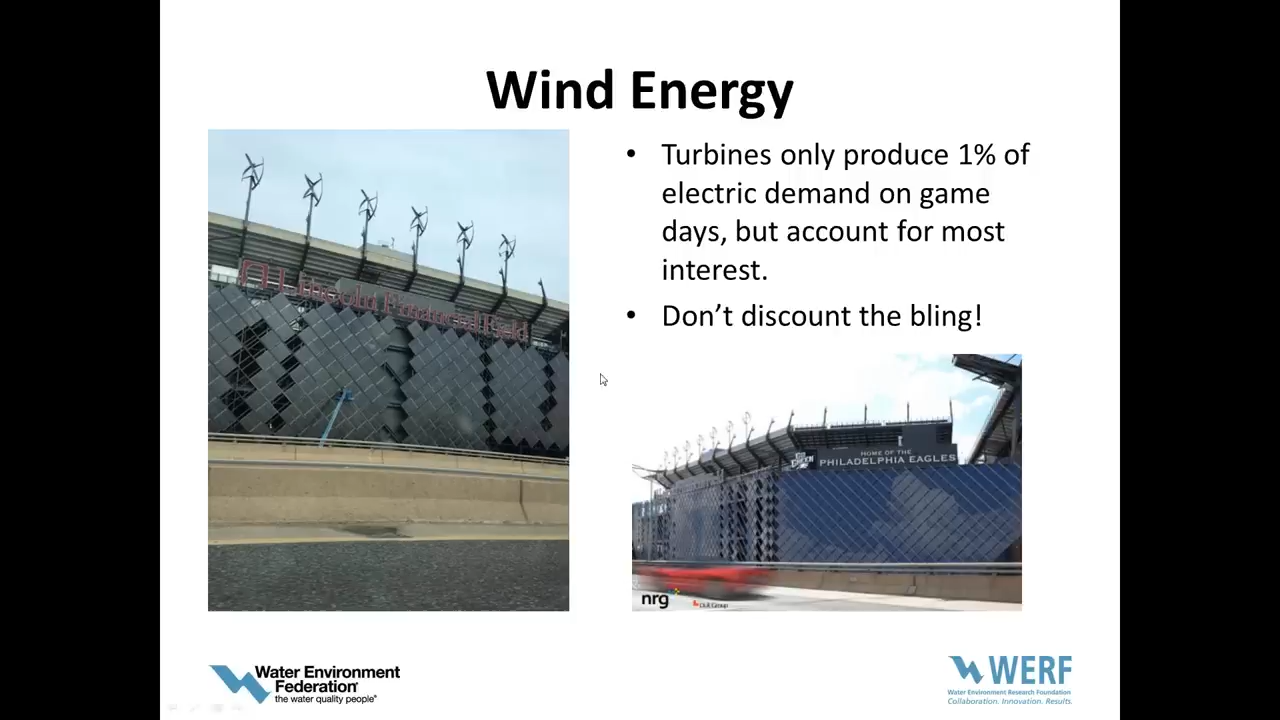 Wind Energy
• Turbines only produce 1% of
electric demand on game
days, but account for most
interest.
• Don’t discount the bling!
Lincoln Financial Field
HOME OF THE
PHILADELPHIA EAGLES
nrg
Water Environment
Federation
the water quality people®
WERF
Water Environment Research Foundation
Collaboration. Innovation. Results.